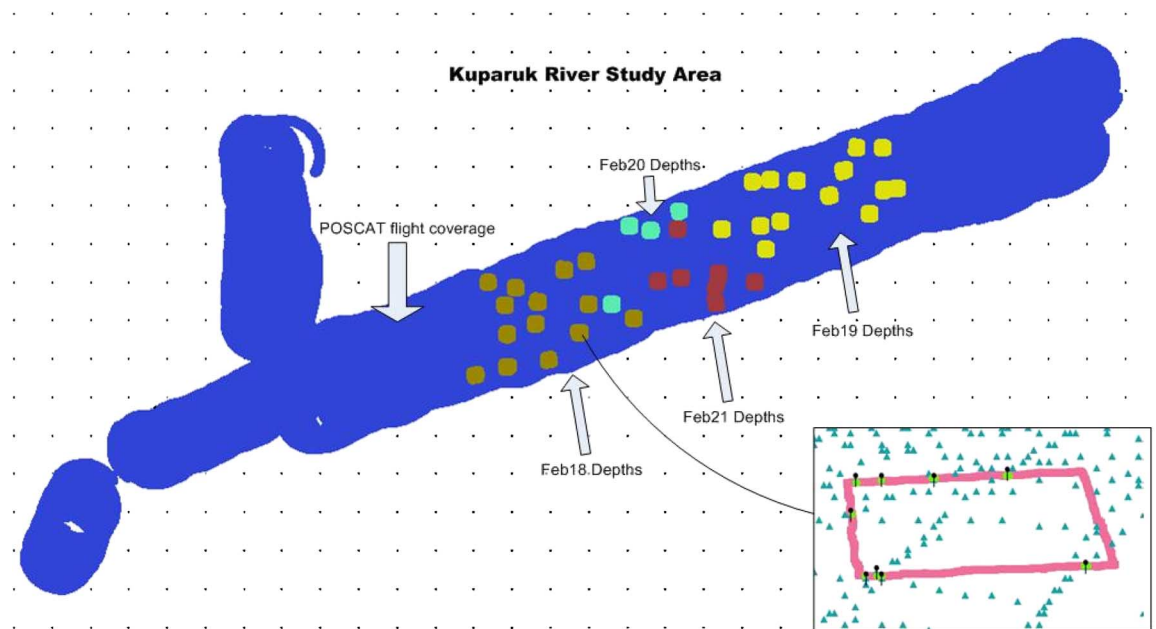 Kuparuk River Study Area
Feb20 Depths
POSCAT flight coverage
Feb19 Depths
Feb21 Depths
Feb18 Depths